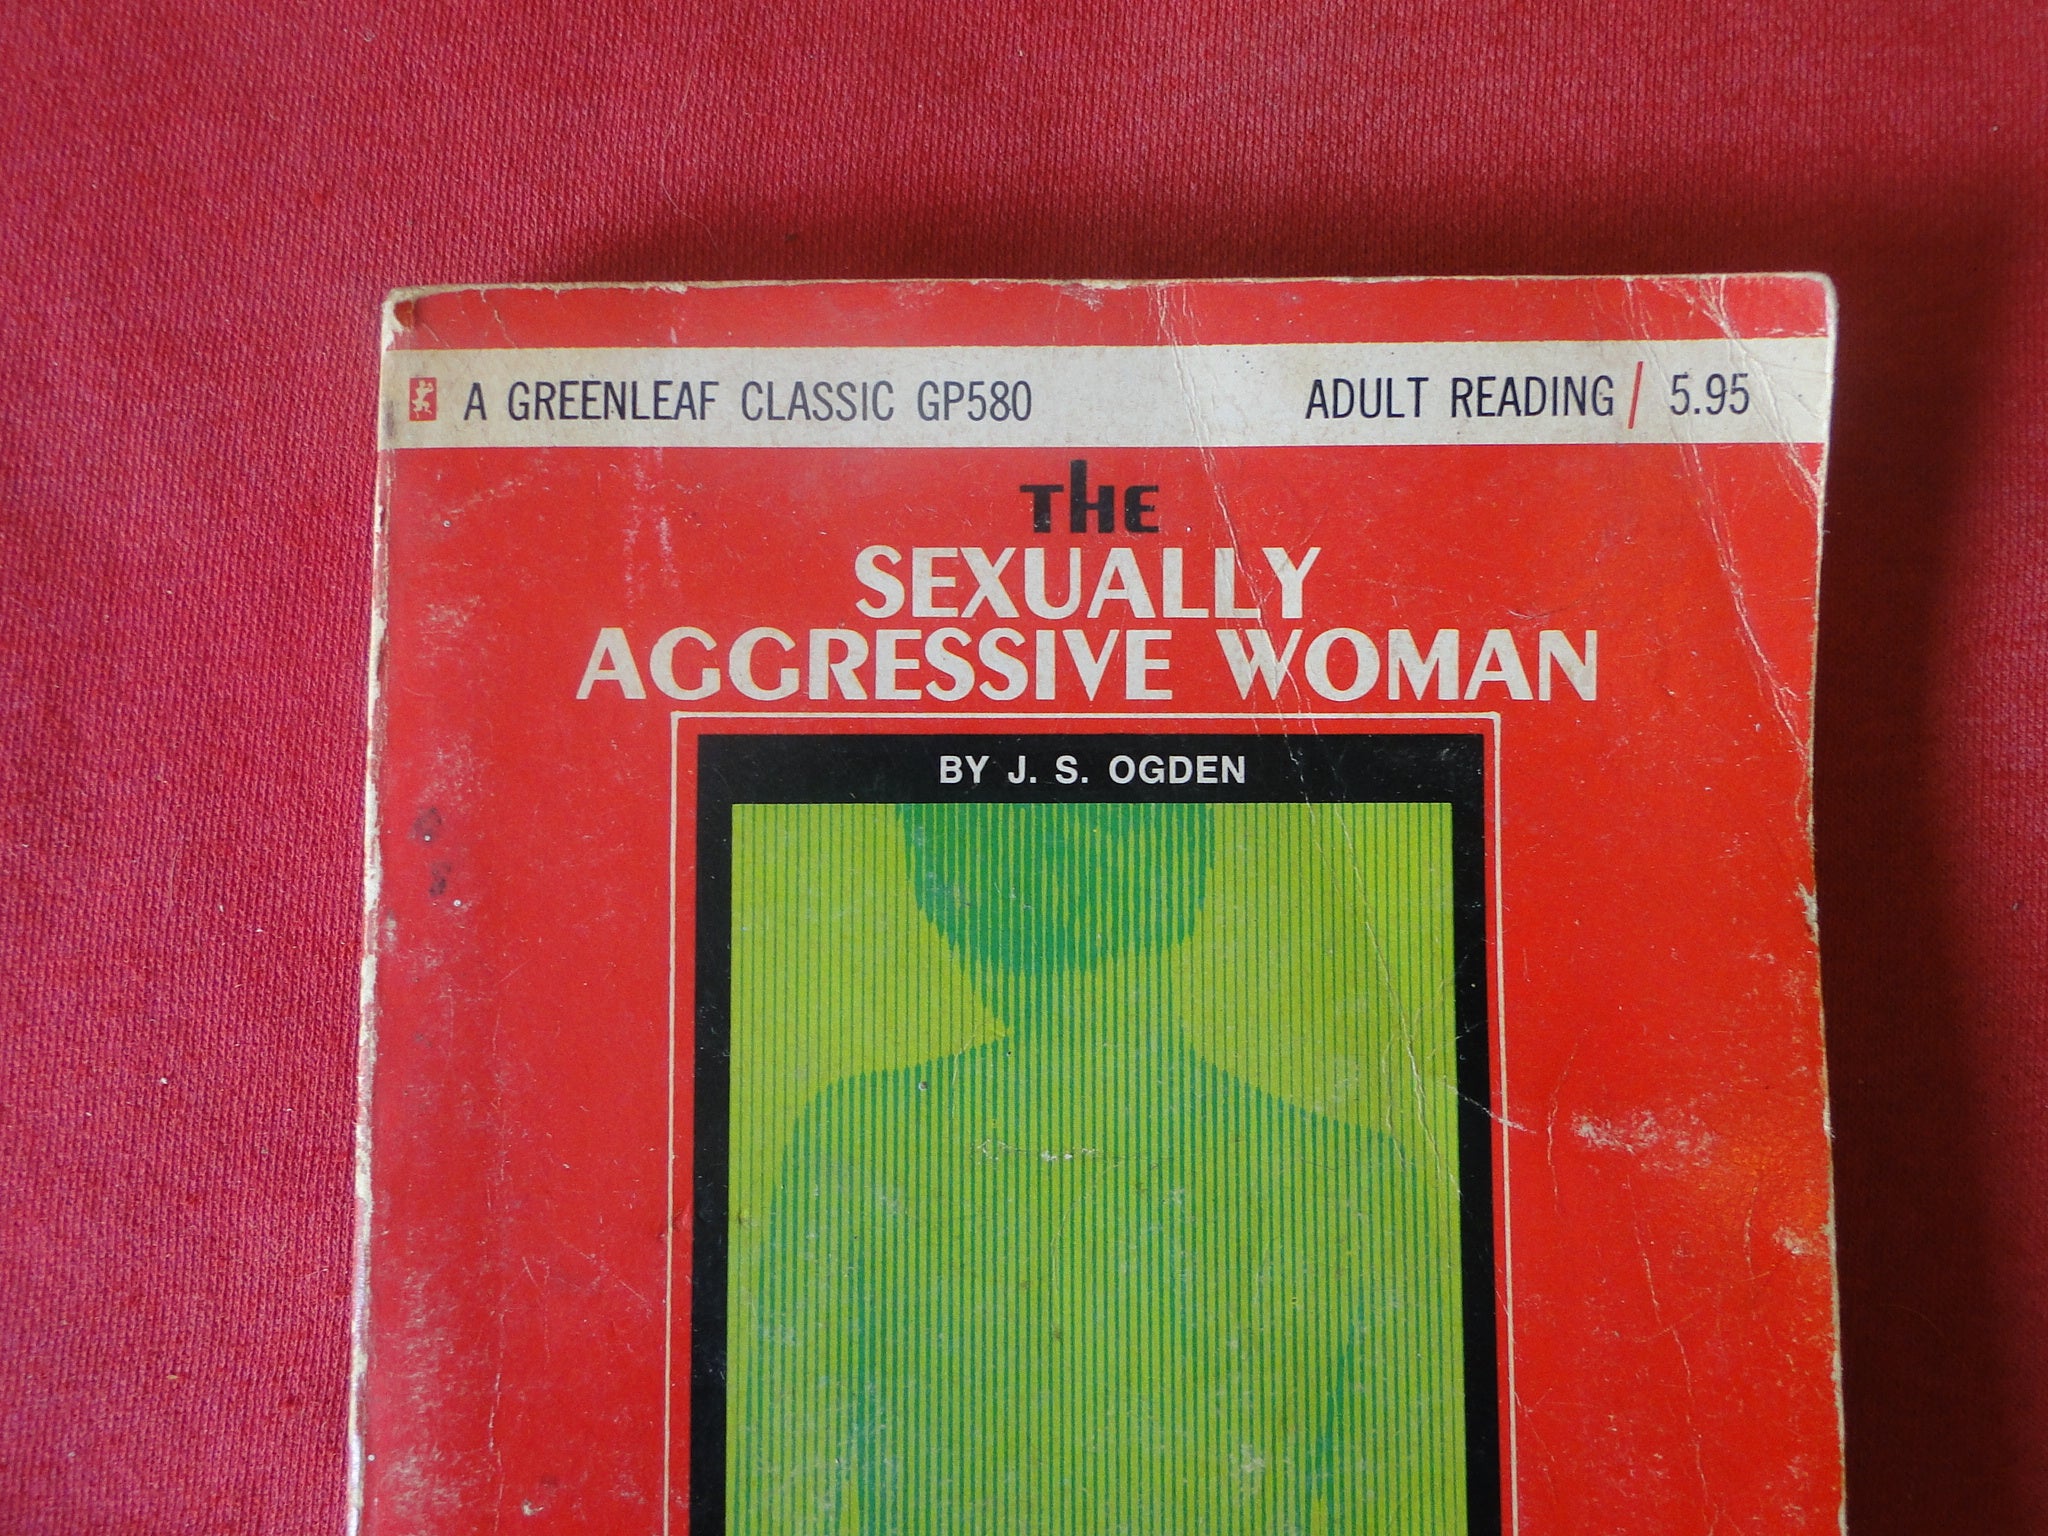 A GREENLEAF CLASSIC GP580 ADULT READING / 5.95
THE
SEXUALLY
AGGRESSIVE WOMAN
BY J. S. OGDEN